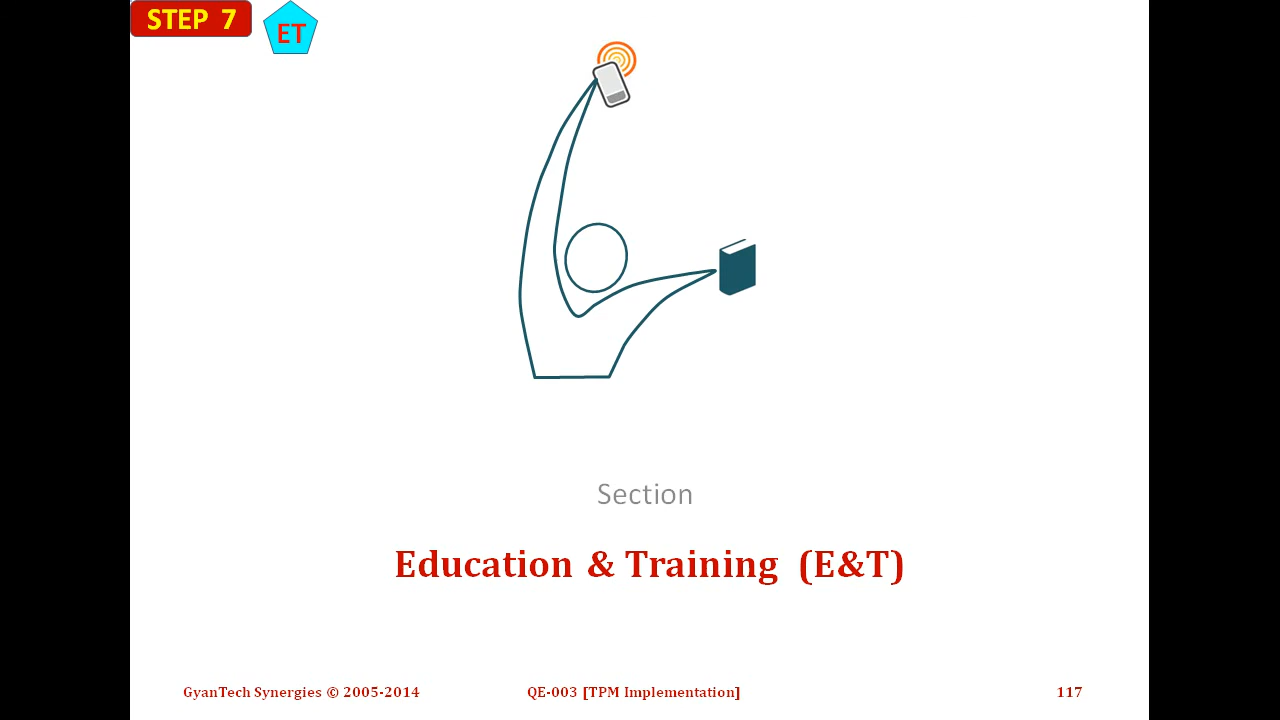 STEP 7
ET
Section
Education & Training (E&T)
GyanTech Synergies © 2005-2014
QE-003 [TPM Implementation]
117